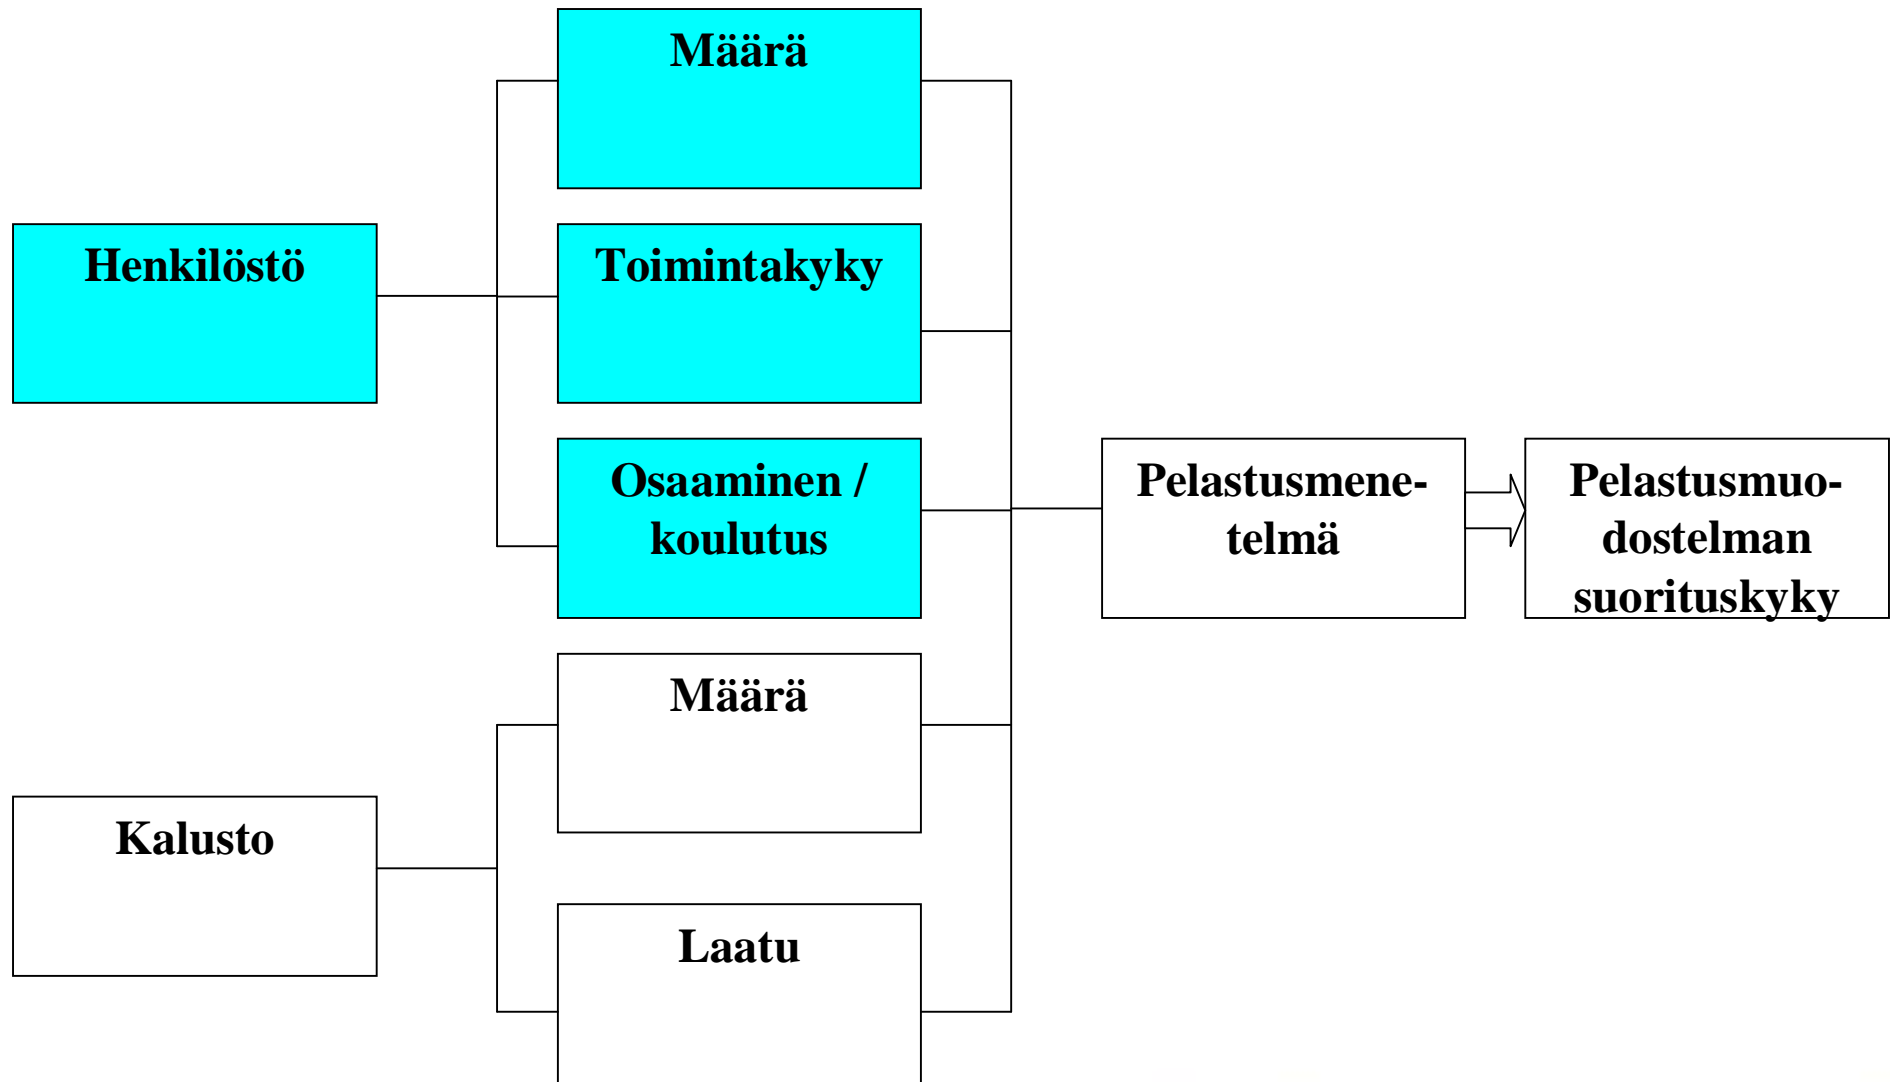 Määrä
Henkilöstö
Toimintakyky
Osaaminen /
koulutus
Määrä
Kalusto
Laatu
Pelastusmene-
telmä
Pelastusmuo-
dostelman
suorituskyky